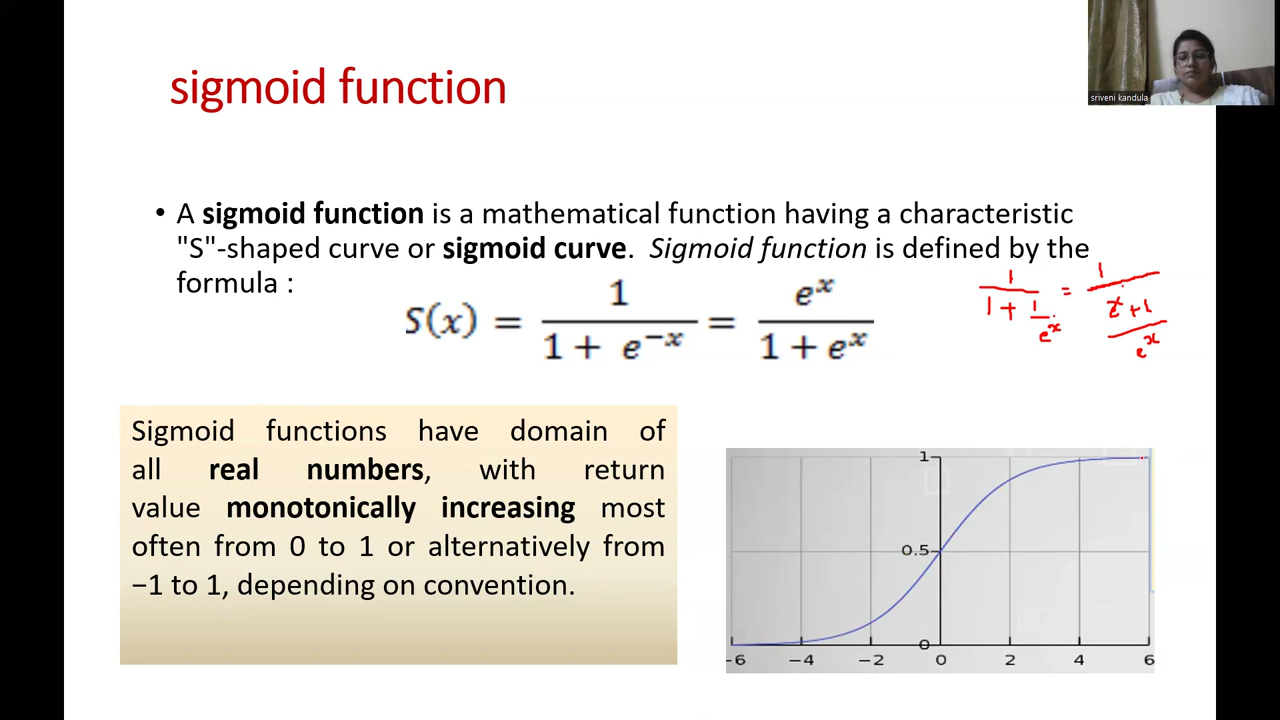 sigmoid function
sriveni kandula
• A sigmoid function is a mathematical function having a characteristic
"S"-shaped curve or sigmoid curve. Sigmoid function is defined by the
formula :
S(x) = 1 / (1 + e^−x) = e^x / (1 + e^x)
1 / (1 + 1/e^x) = 1 / ((e^x + 1)/e^x)
Sigmoid functions have domain of
all real numbers, with return
value monotonically increasing most
often from 0 to 1 or alternatively from
−1 to 1, depending on convention.
1
0.5
0
-6 −4 −2 0 2 4 6